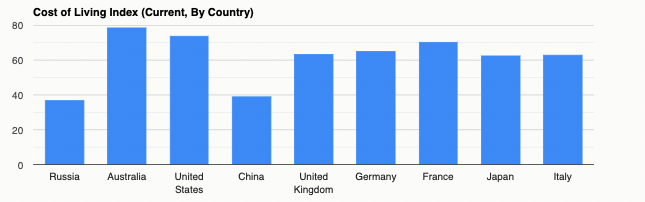 Cost of Living Index (Current, By Country)
80
60
40
20
0
Russia
Australia
United
States
China
United
Kingdom
Germany
France
Japan
Italy